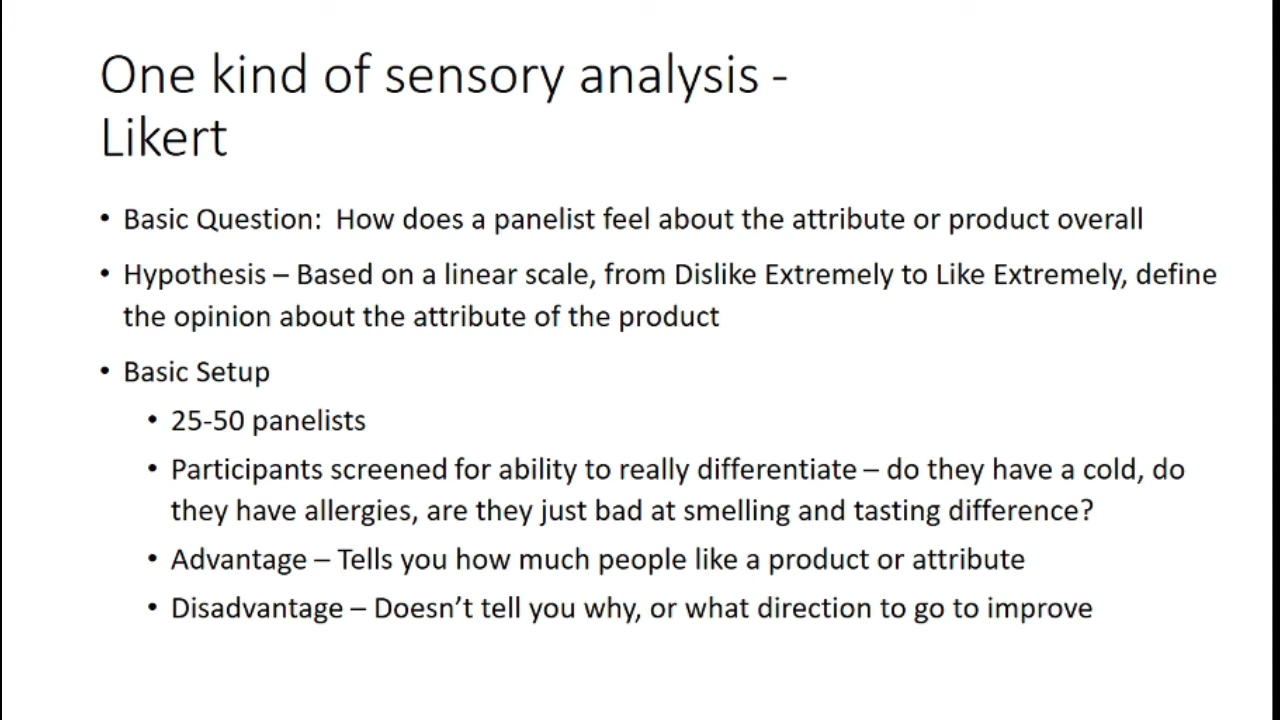 One kind of sensory analysis -
Likert
• Basic Question:  How does a panelist feel about the attribute or product overall
• Hypothesis – Based on a linear scale, from Dislike Extremely to Like Extremely, define
the opinion about the attribute of the product
• Basic Setup
• 25-50 panelists
• Participants screened for ability to really differentiate – do they have a cold, do
they have allergies, are they just bad at smelling and tasting difference?
• Advantage – Tells you how much people like a product or attribute
• Disadvantage – Doesn’t tell you why, or what direction to go to improve